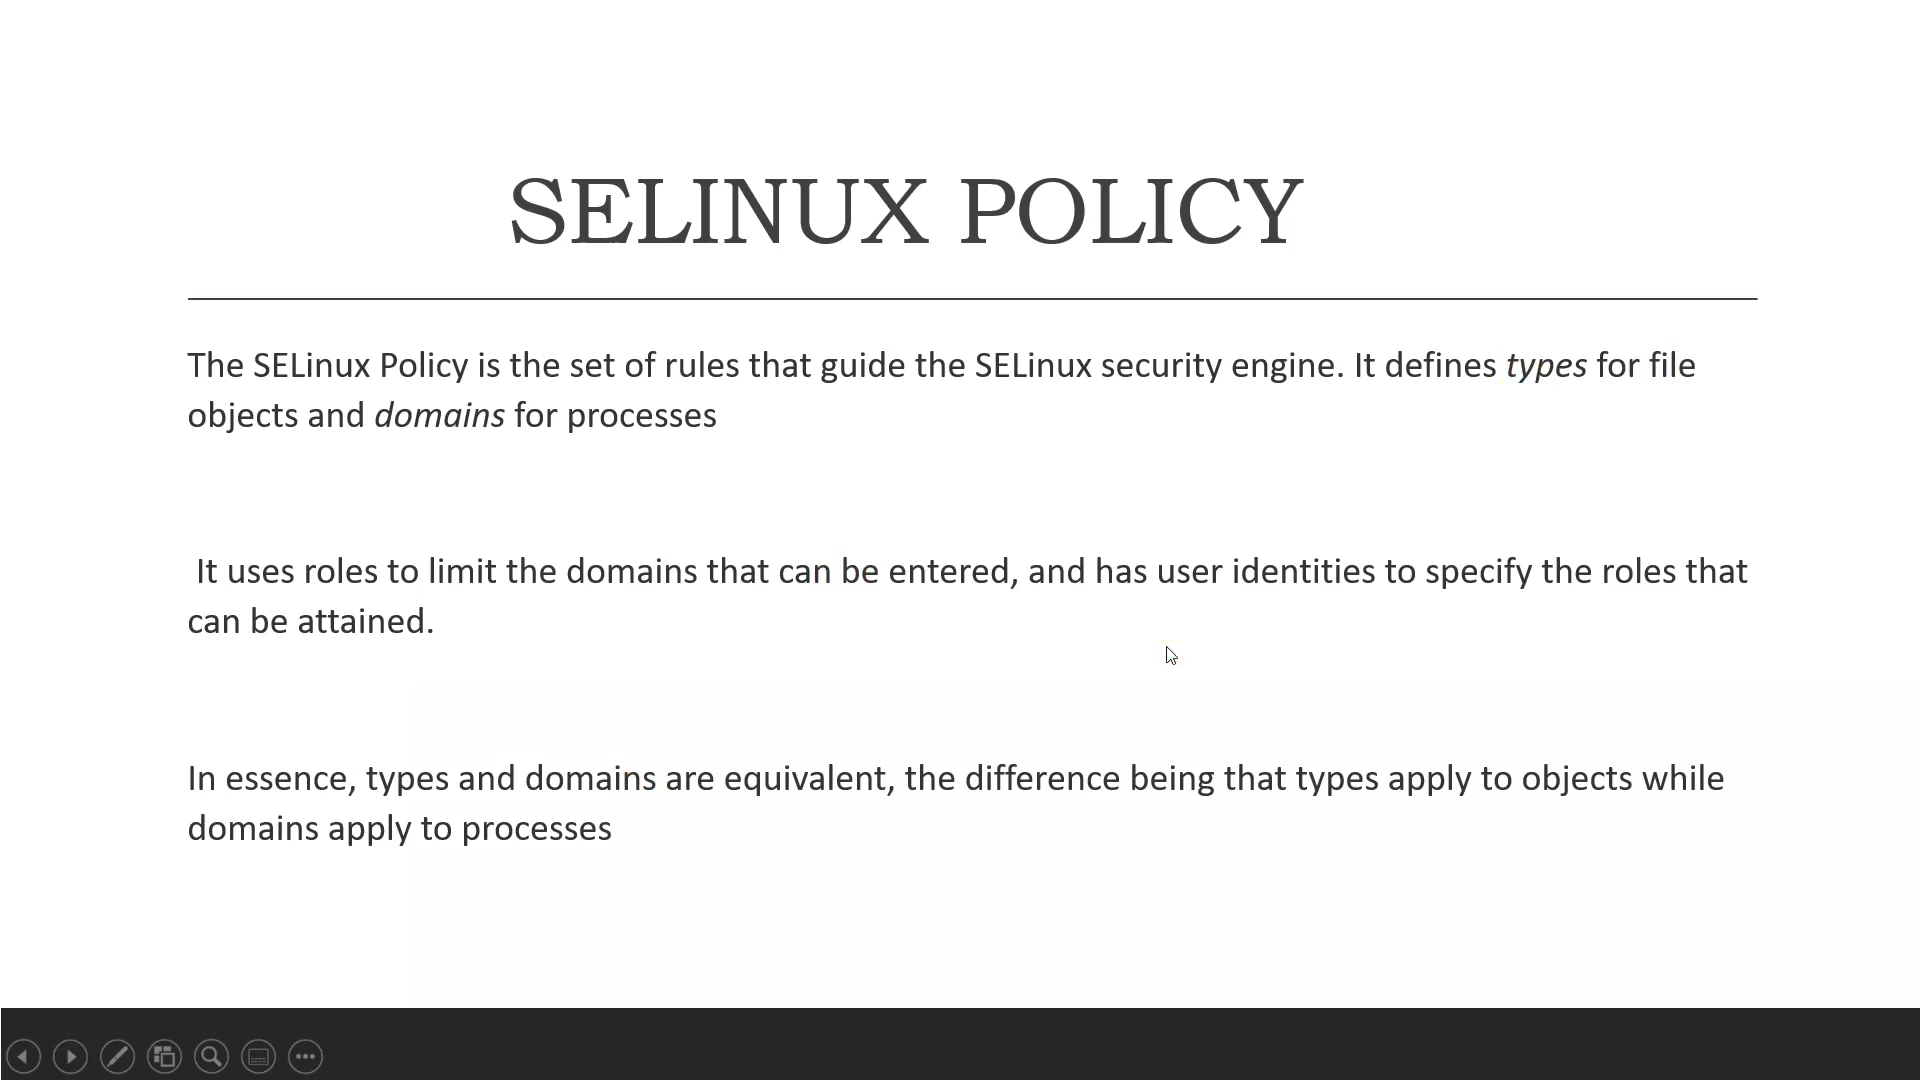 SELINUX POLICY
The SELinux Policy is the set of rules that guide the SELinux security engine. It defines types for file
objects and domains for processes
It uses roles to limit the domains that can be entered, and has user identities to specify the roles that
can be attained.
In essence, types and domains are equivalent, the difference being that types apply to objects while
domains apply to processes